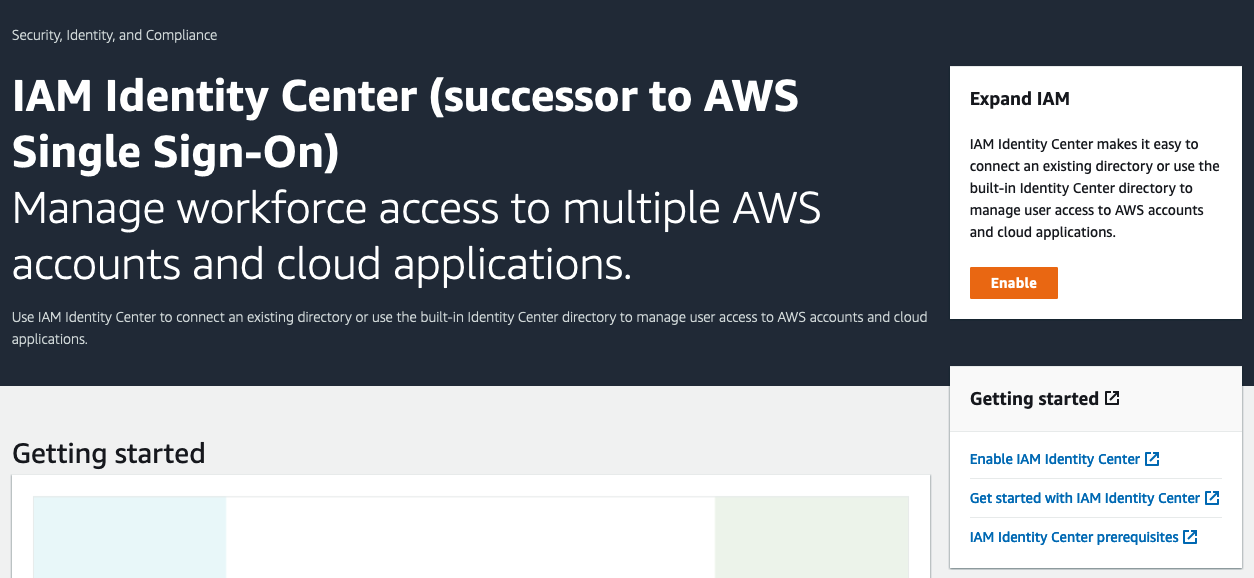 Security, Identity, and Compliance
IAM Identity Center (successor to AWS
Single Sign-On)
Manage workforce access to multiple AWS
accounts and cloud applications.
Use IAM Identity Center to connect an existing directory or use the built-in Identity Center directory to manage user access to AWS accounts and cloud
applications.
Expand IAM
IAM Identity Center makes it easy to
connect an existing directory or use the
built-in Identity Center directory to
manage user access to AWS accounts
and cloud applications.
Enable
Getting started
Enable IAM Identity Center
Get started with IAM Identity Center
IAM Identity Center prerequisites
Getting started